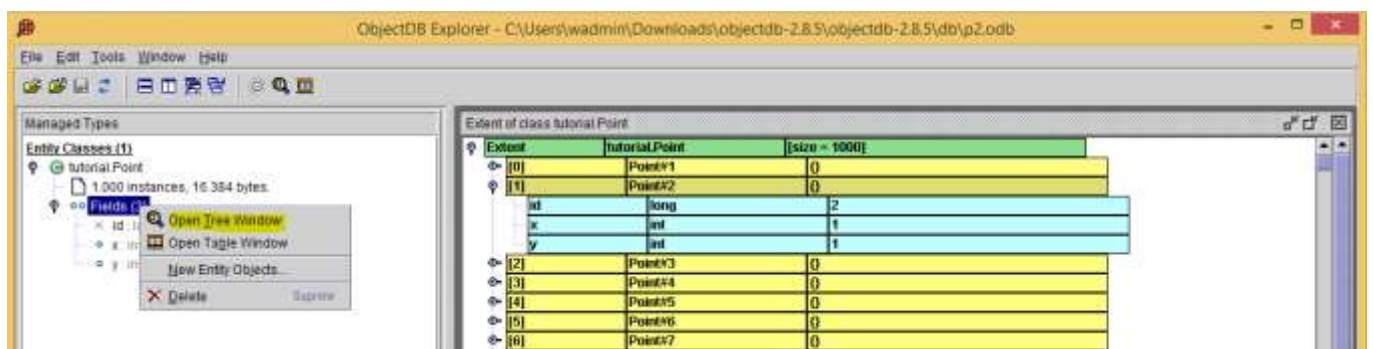 ObjectDB Explorer - C:\Users\wadmin\Downloads\objectdb-2.8.5\objectdb-2.8.5\db\p2.odb
File Edit Tools Window Help
Managed Types
Entity Classes (1)
tutorial.Point
1.000 instances, 16.384 bytes.
Fields (3)
id
x
y
Open Tree Window
Open Table Window
New Entity Objects...
Delete Suprime
Extent of class tutorial.Point
Extent tutorial.Point [size = 1000]
[0] Point#1 {}
[1] Point#2 {}
id long 2
x int 1
y int 1
[2] Point#3 {}
[3] Point#4 {}
[4] Point#5 {}
[5] Point#6 {}
[6] Point#7 {}